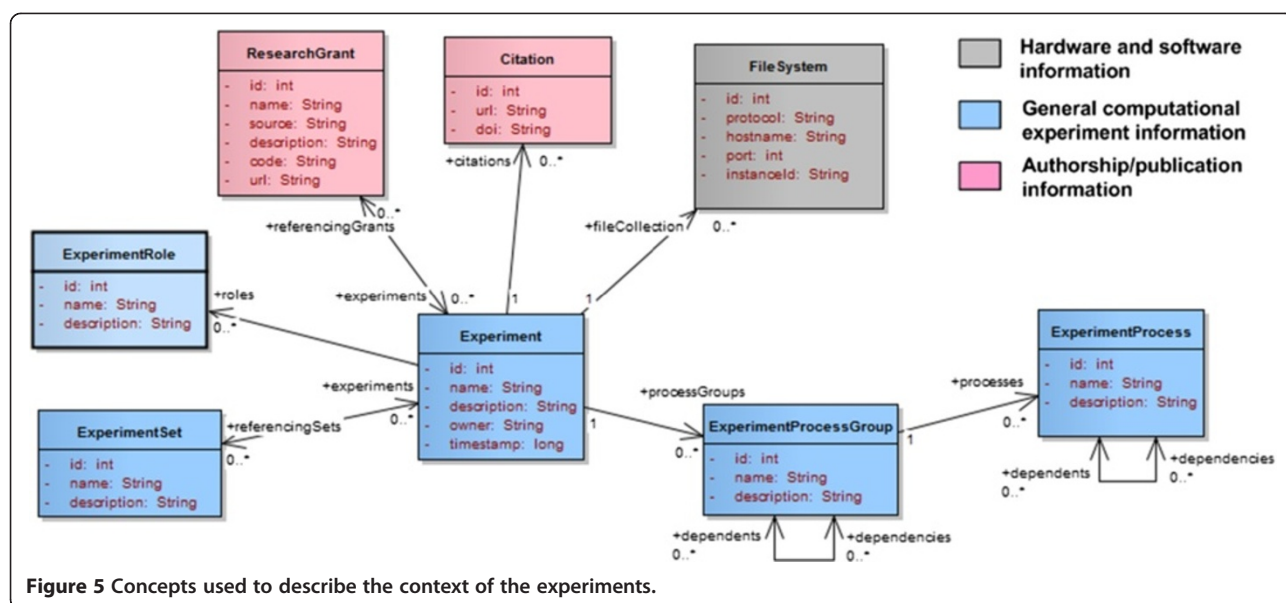 ResearchGrant
- id: int
- name: String
- source: String
- description: String
- code: String
- url: String
Citation
- id: int
- url: String
- doi: String
FileSystem
- id: int
- protocol: String
- hostname: String
- port: int
- instanceId: String
Hardware and software
information
General computational
experiment information
Authorship/publication
information
+citations
0..*
0..*
+referencingGrants
+fileCollection
0..*
ExperimentRole
- id: int
- name: String
- description: String
+roles
0..*
+experiments
0..*
1
1
Experiment
- id: int
- name: String
- description: String
- owner: String
- timestamp: long
ExperimentProcess
- id: int
- name: String
- description: String
+experiments
0..*
+referencingSets
0..*
ExperimentSet
- id: int
- name: String
- description: String
1
+processGroups
0..*
ExperimentProcessGroup
- id: int
- name: String
- description: String
1
+processes
0..*
+dependents
0..*
+dependencies
0..*
+dependents
0..*
+dependencies
0..*
Figure 5 Concepts used to describe the context of the experiments.